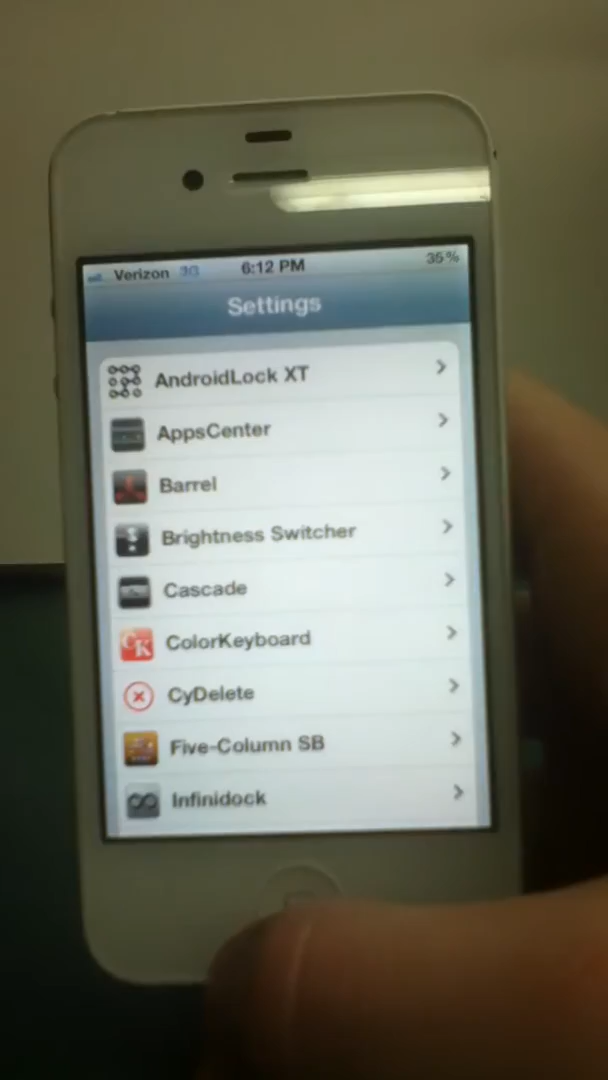 Verizon 3G 6:12 PM 35%
Settings
AndroidLock XT
AppsCenter
Barrel
Brightness Switcher
Cascade
CK ColorKeyboard
CyDelete
Five-Column SB
Infinidock